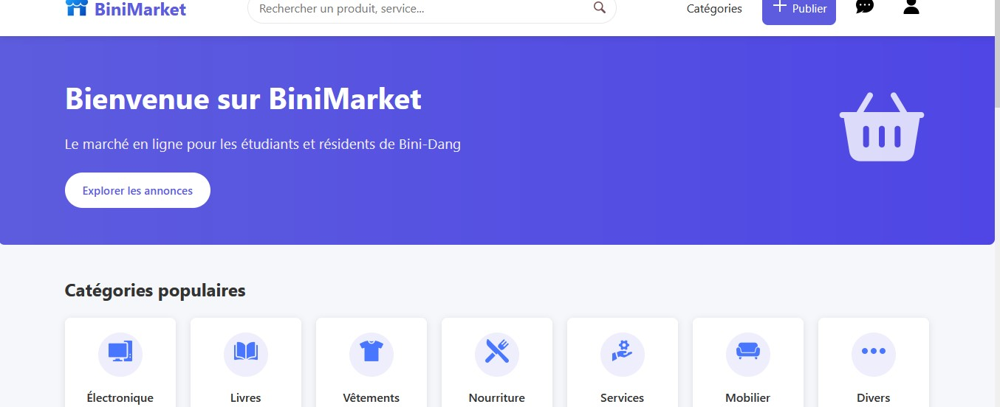 BiniMarket
Rechercher un produit, service...
Catégories
Publier
Bienvenue sur BiniMarket
Le marché en ligne pour les étudiants et résidents de Bini-Dang
Explorer les annonces
Catégories populaires
Électronique
Livres
Vêtements
Nourriture
Services
Mobilier
Divers